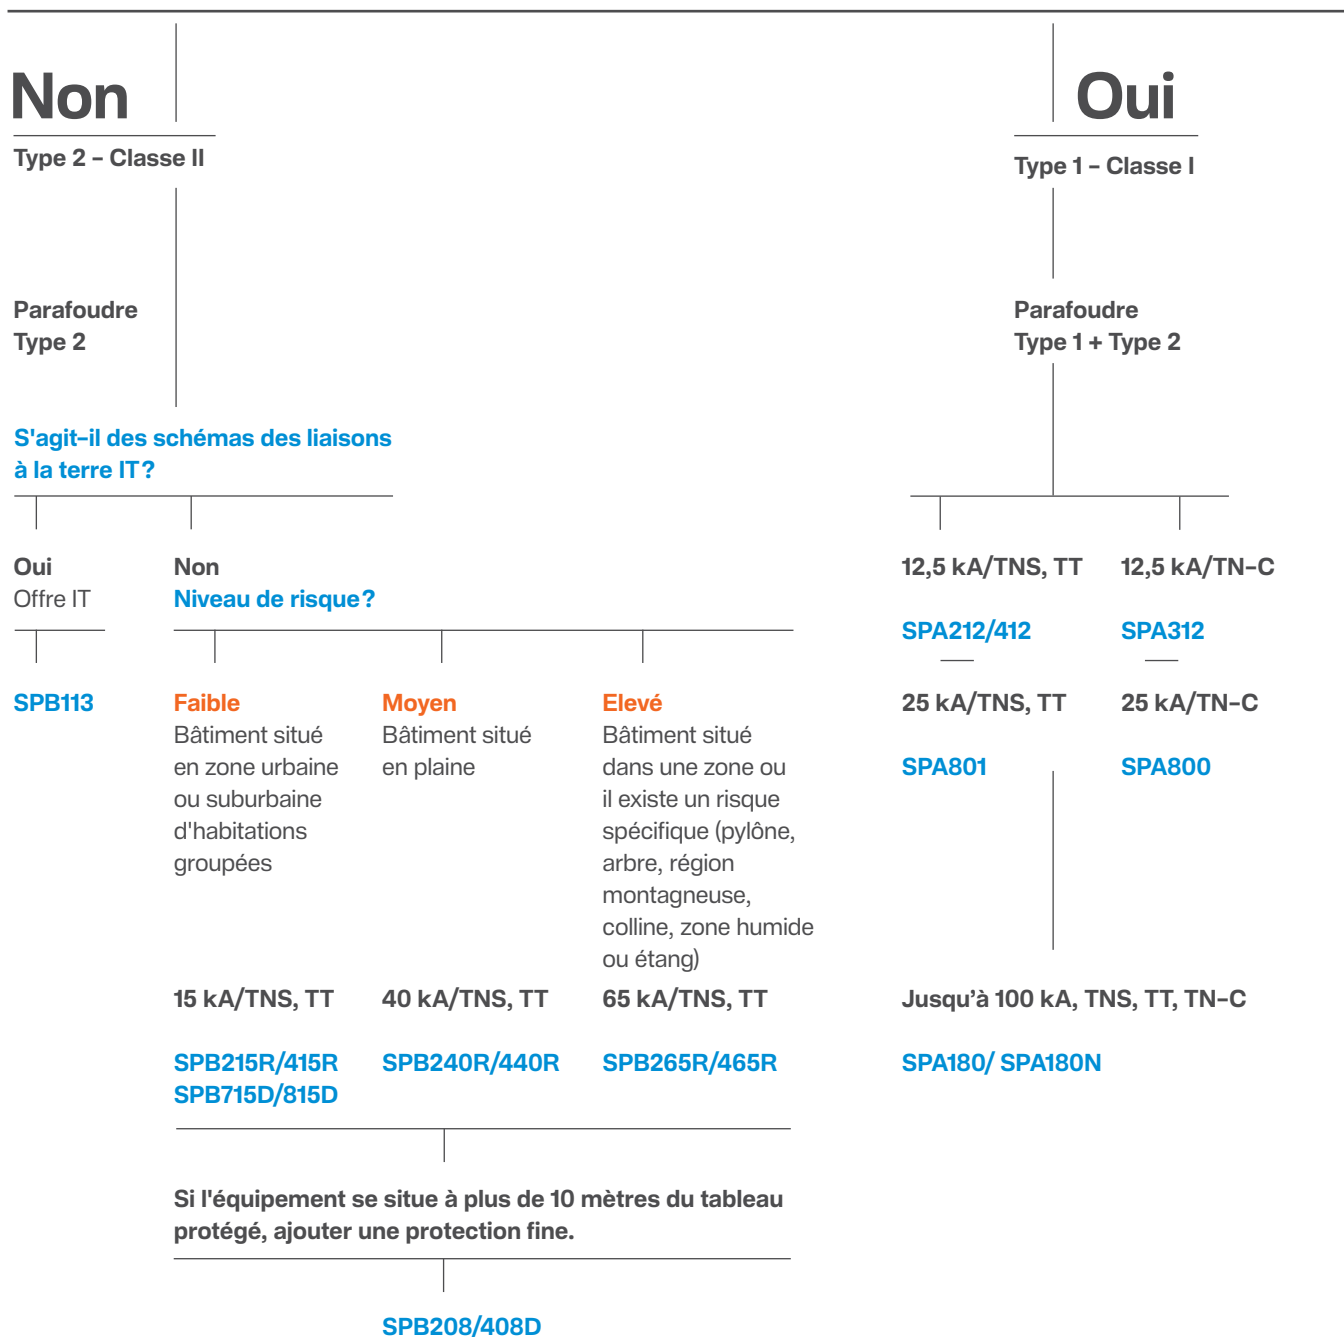 Non
Type 2 – Classe II
Parafoudre
Type 2
S'agit-il des schémas des liaisons
à la terre IT?
Oui
Offre IT
SPB113
Non
Niveau de risque?
Faible
Bâtiment situé
en zone urbaine
ou suburbaine
d'habitations
groupées
15 kA/TNS, TT
SPB215R/415R
SPB715D/815D
Moyen
Bâtiment situé
en plaine
40 kA/TNS, TT
SPB240R/440R
Elevé
Bâtiment situé
dans une zone ou
il existe un risque
spécifique (pylône,
arbre, région
montagneuse,
colline, zone humide
ou étang)
65 kA/TNS, TT
SPB265R/465R
Si l'équipement se situe à plus de 10 mètres du tableau
protégé, ajouter une protection fine.
SPB208/408D
Oui
Type 1 – Classe I
Parafoudre
Type 1 + Type 2
12,5 kA/TNS, TT
SPA212/412
25 kA/TNS, TT
SPA801
12,5 kA/TN-C
SPA312
25 kA/TN-C
SPA800
Jusqu’à 100 kA, TNS, TT, TN-C
SPA180/ SPA180N